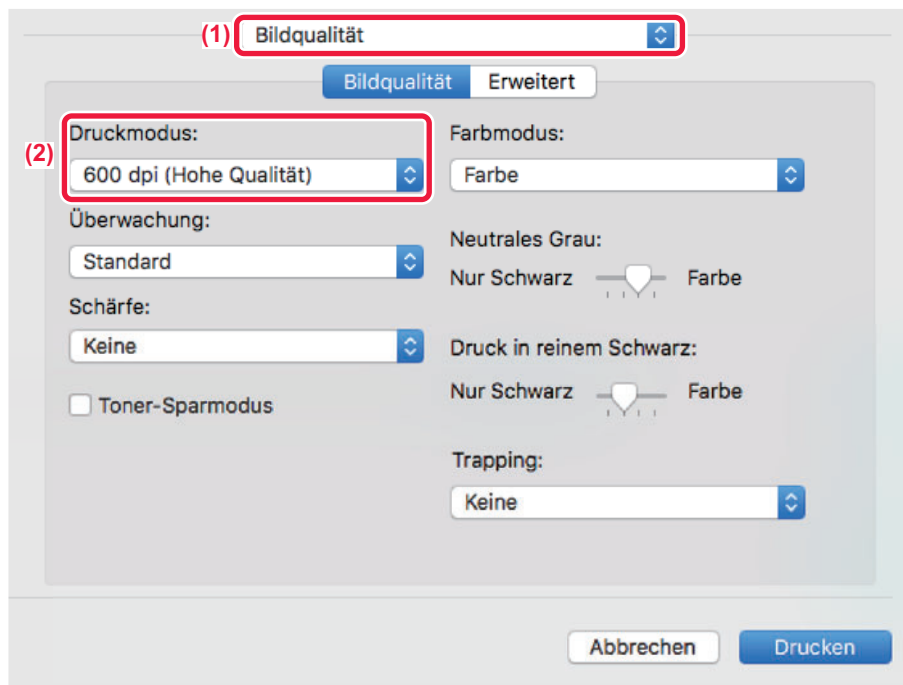 (1) Bildqualität
Bildqualität Erweitert
(2)
Druckmodus:
600 dpi (Hohe Qualität)
Überwachung:
Standard
Schärfe:
Keine
Toner-Sparmodus
Farbmodus:
Farbe
Neutrales Grau:
Nur Schwarz Farbe
Druck in reinem Schwarz:
Nur Schwarz Farbe
Trapping:
Keine
Abbrechen Drucken